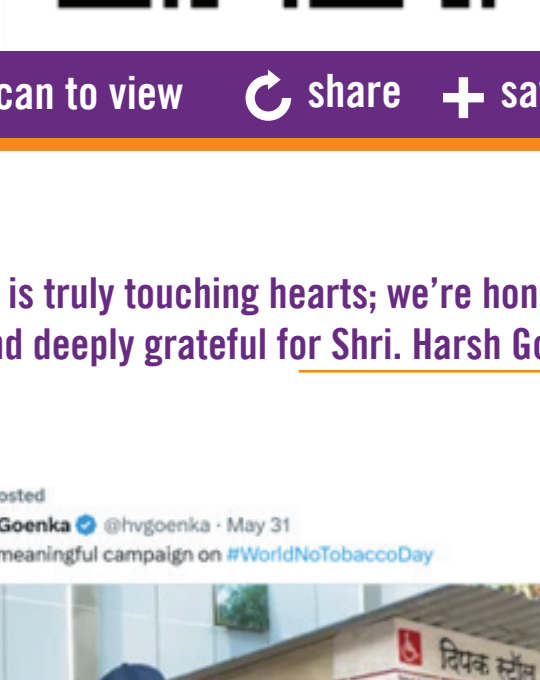 can to view share + sa
is truly touching hearts; we're hon
nd deeply grateful for Shri. Harsh Go
osted
Goenka @hvgoenka · May 31
meaningful campaign on #WorldNoTobaccoDay
दिपक स्टॉल